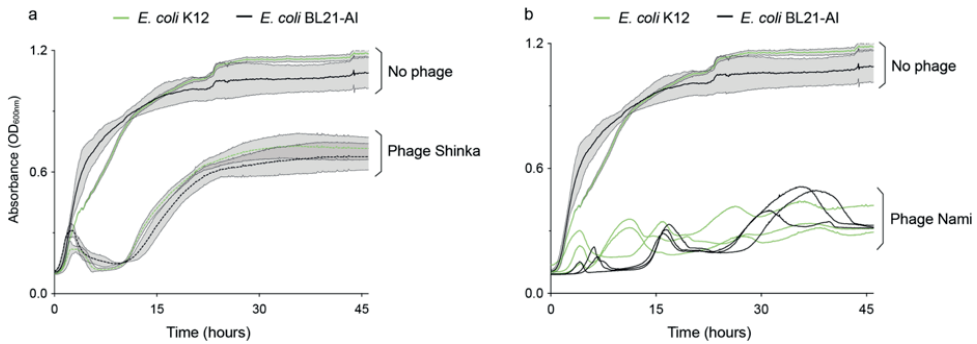 a
E. coli K12 E. coli BL21-AI
1.2
0.6
0.0
Absorbance (OD600nm)
0 15 30 45
Time (hours)
No phage
Phage Shinka
b
E. coli K12 E. coli BL21-AI
1.2
0.6
0.0
0 15 30 45
Time (hours)
No phage
Phage Nami